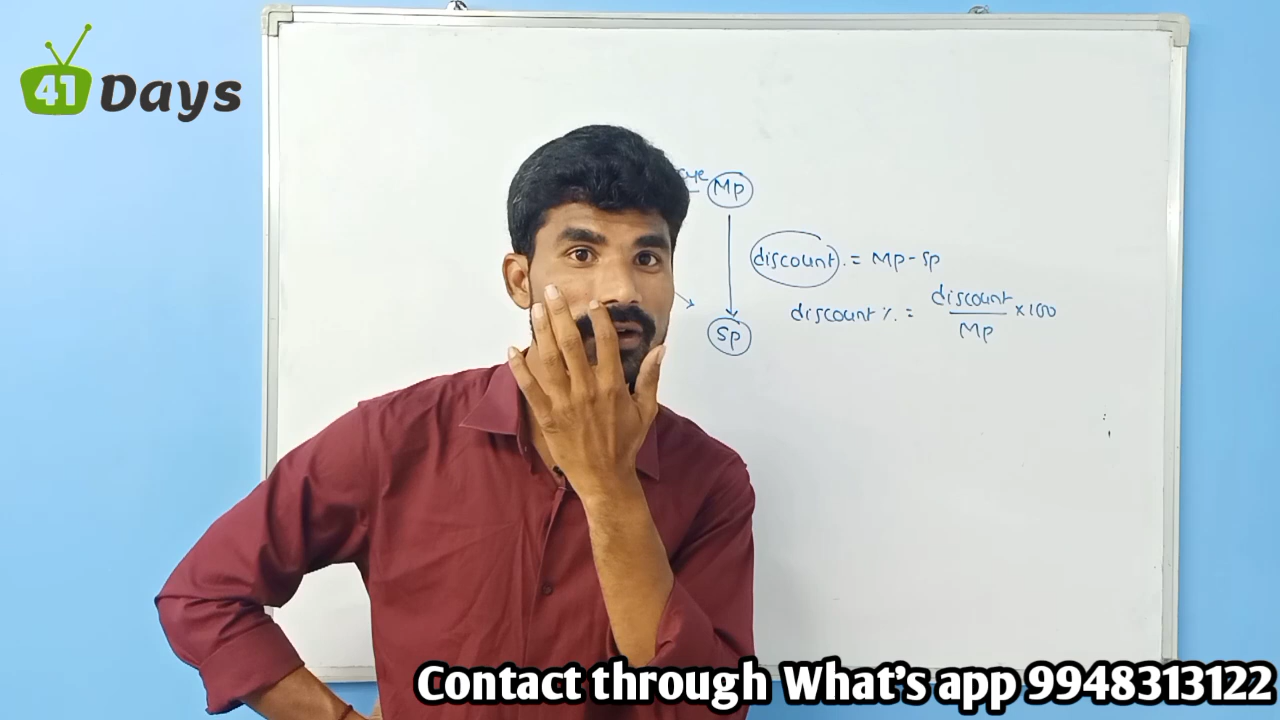 41 Days
Mp
discount. = Mp - Sp
discount %. = discount / Mp × 100
Sp
Contact through What's app 9948313122